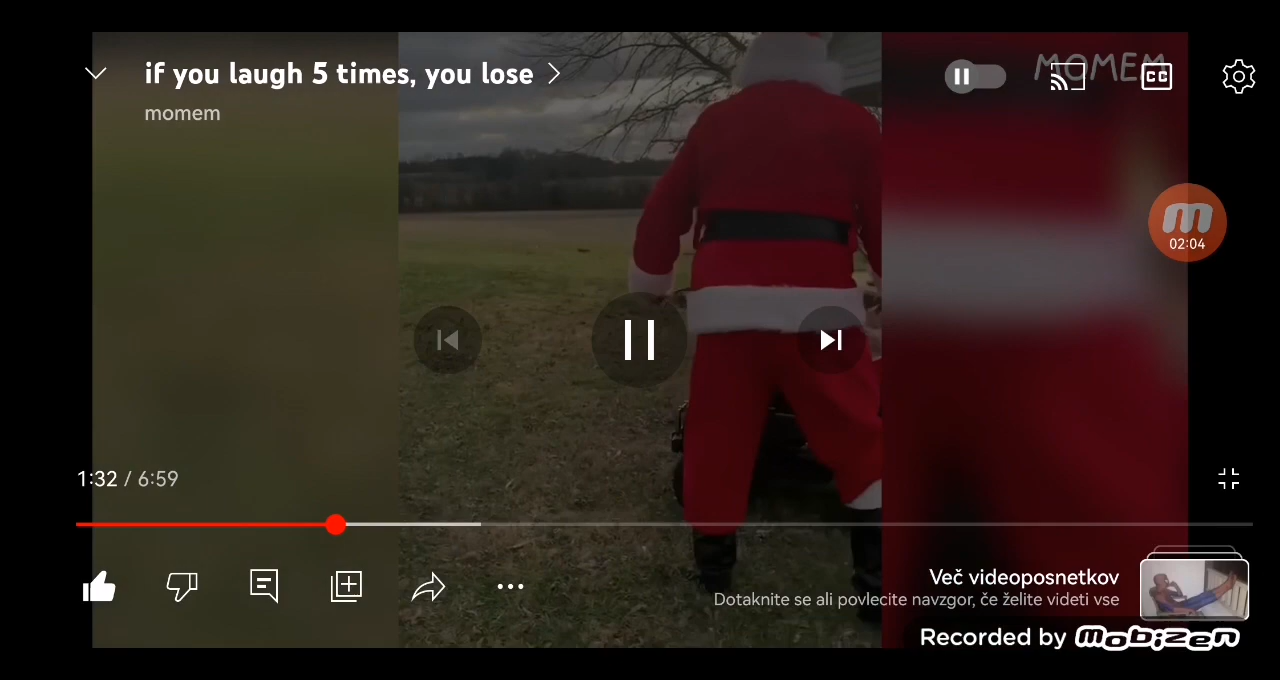 if you laugh 5 times, you lose
momem
MOMEM
CC
02:04
1:32 / 6:59
Več videoposnetkov
Dotaknite se ali povlecite navzgor, če želite videti vse
Recorded by mobizen